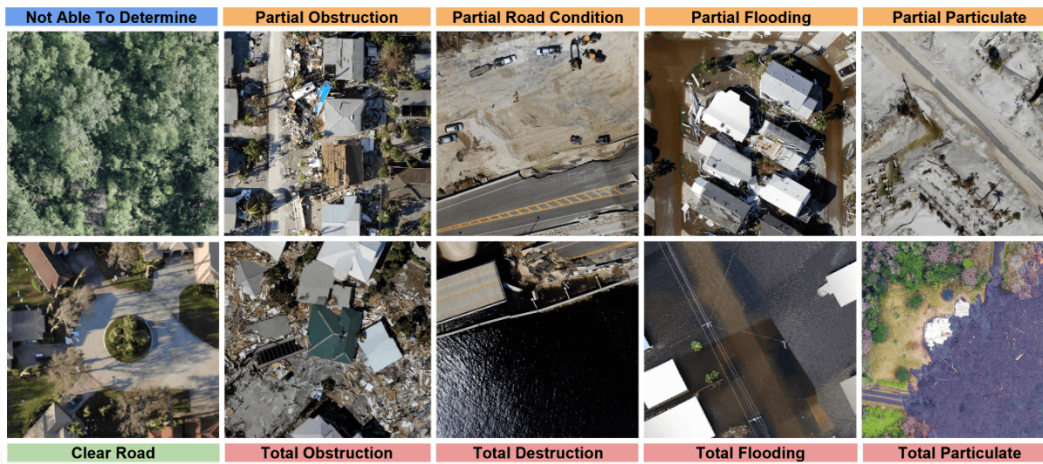 Not Able To Determine
Partial Obstruction
Partial Road Condition
Partial Flooding
Partial Particulate
Clear Road
Total Obstruction
Total Destruction
Total Flooding
Total Particulate